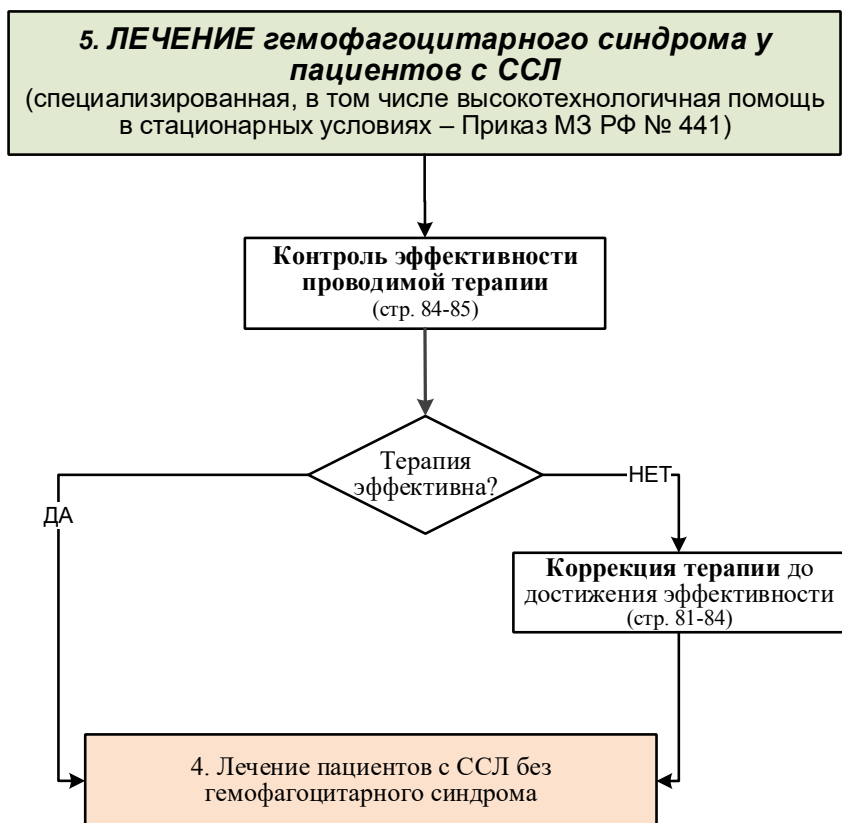 5. ЛЕЧЕНИЕ гемофагоцитарного синдрома у
пациентов с ССЛ
(специализированная, в том числе высокотехнологичная помощь
в стационарных условиях – Приказ МЗ РФ № 441)
Контроль эффективности
проводимой терапии
(стр. 84-85)
Терапия
эффективна?
ДА
НЕТ
Коррекция терапии до
достижения эффективности
(стр. 81-84)
4. Лечение пациентов с ССЛ без
гемофагоцитарного синдрома